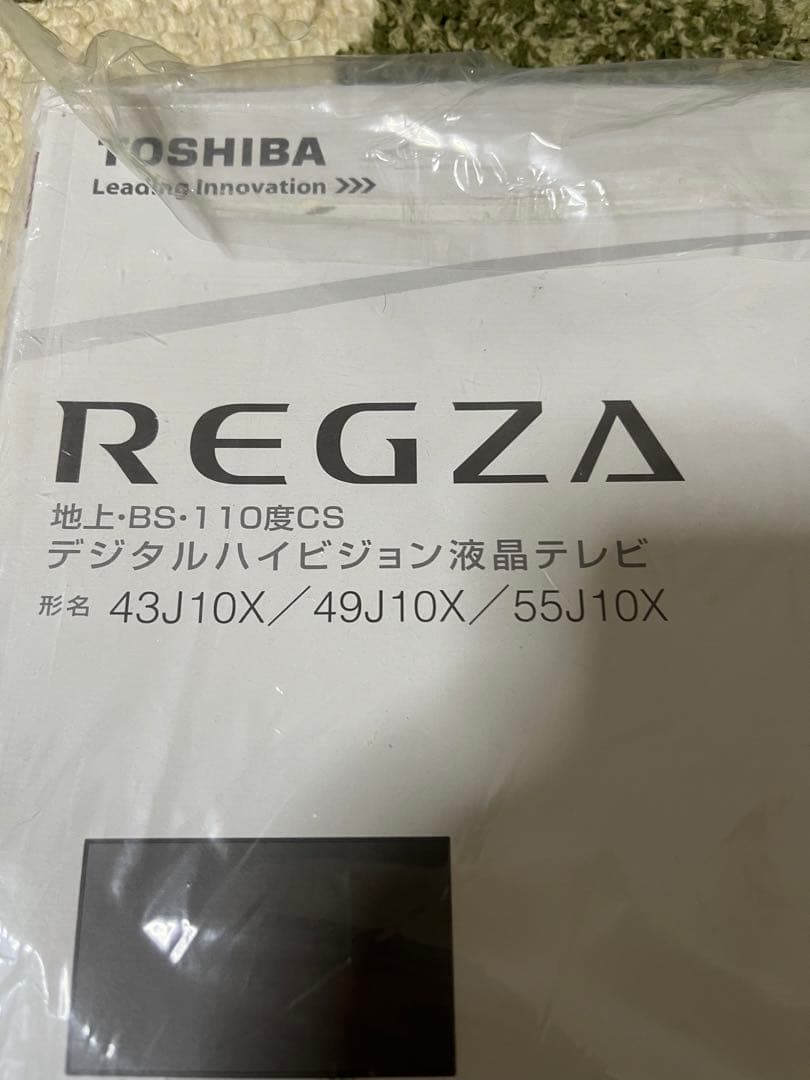 TOSHIBA
Leading Innovation >>>
REGZA
地上・BS・110度CS
デジタルハイビジョン液晶テレビ
形名 43J10X／49J10X／55J10X